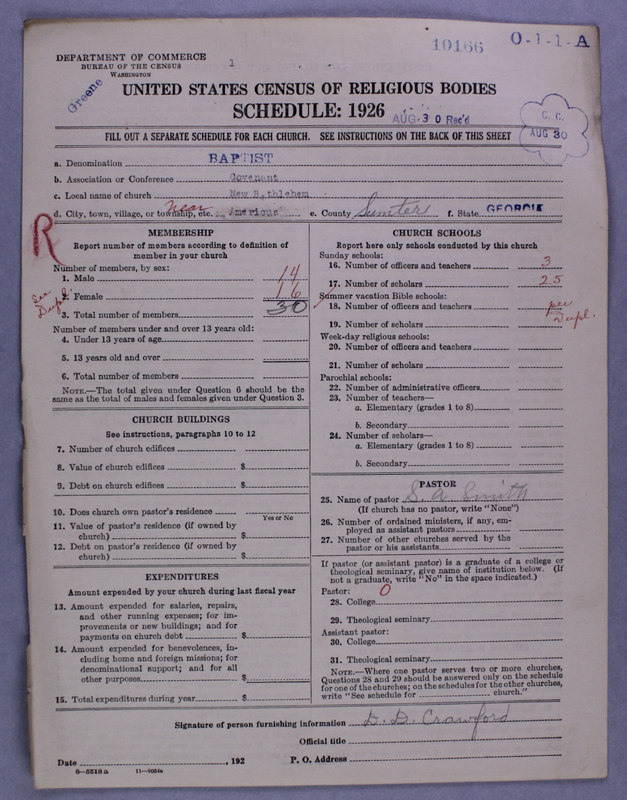 10166 O-1-1-A
DEPARTMENT OF COMMERCE
BUREAU OF THE CENSUS
WASHINGTON
1
Greene
UNITED STATES CENSUS OF RELIGIOUS BODIES
SCHEDULE: 1926
AUG 30 Rec'd
C. C.
AUG 30
FILL OUT A SEPARATE SCHEDULE FOR EACH CHURCH. SEE INSTRUCTIONS ON THE BACK OF THIS SHEET
a. Denomination BAPTIST
b. Association or Conference Covenant
c. Local name of church New B,thlehem
d. City, town, village, or township, etc. near Americus e. County Sumter f. State GEORGIA
R
MEMBERSHIP
Report number of members according to definition of
member in your church
Number of members, by sex:
1. Male 14
2. Female 16
See Dupl.
3. Total number of members 30
Number of members under and over 13 years old:
4. Under 13 years of age
5. 13 years old and over
6. Total number of members
NOTE.—The total given under Question 6 should be the
same as the total of males and females given under Question 3.
CHURCH BUILDINGS
See instructions, paragraphs 10 to 12
7. Number of church edifices
8. Value of church edifices $
9. Debt on church edifices $
10. Does church own pastor's residence
Yes or No
11. Value of pastor's residence (if owned by
church) $
12. Debt on pastor's residence (if owned by
church) $
EXPENDITURES
Amount expended by your church during last fiscal year
13. Amount expended for salaries, repairs,
and other running expenses; for im-
provements or new buildings; and for
payments on church debt $
14. Amount expended for benevolences, in-
cluding home and foreign missions; for
denominational support; and for all
other purposes $
15. Total expenditures during year $
CHURCH SCHOOLS
Report here only schools conducted by this church
Sunday schools:
16. Number of officers and teachers 3
17. Number of scholars 25
Summer vacation Bible schools:
18. Number of officers and teachers
per Dupl.
19. Number of scholars
Week-day religious schools:
20. Number of officers and teachers
21. Number of scholars
Parochial schools:
22. Number of administrative officers
23. Number of teachers—
a. Elementary (grades 1 to 8)
b. Secondary
24. Number of scholars—
a. Elementary (grades 1 to 8)
b. Secondary
PASTOR
25. Name of pastor S. A. Smith
(If church has no pastor, write "None")
26. Number of ordained ministers, if any, em-
ployed as assistant pastors
27. Number of other churches served by the
pastor or his assistants
If pastor (or assistant pastor) is a graduate of a college or
theological seminary, give name of institution below. (If
not a graduate, write "No" in the space indicated.)
Pastor: 0
28. College
29. Theological seminary
Assistant pastor:
30. College
31. Theological seminary
NOTE.—Where one pastor serves two or more churches,
Questions 28 and 29 should be answered only on the schedule
for one of the churches; on the schedules for the other churches,
write "See schedule for church."
Signature of person furnishing information D. D. Crawford
Official title
Date , 192 P. O. Address
8—5518a 11—9054a